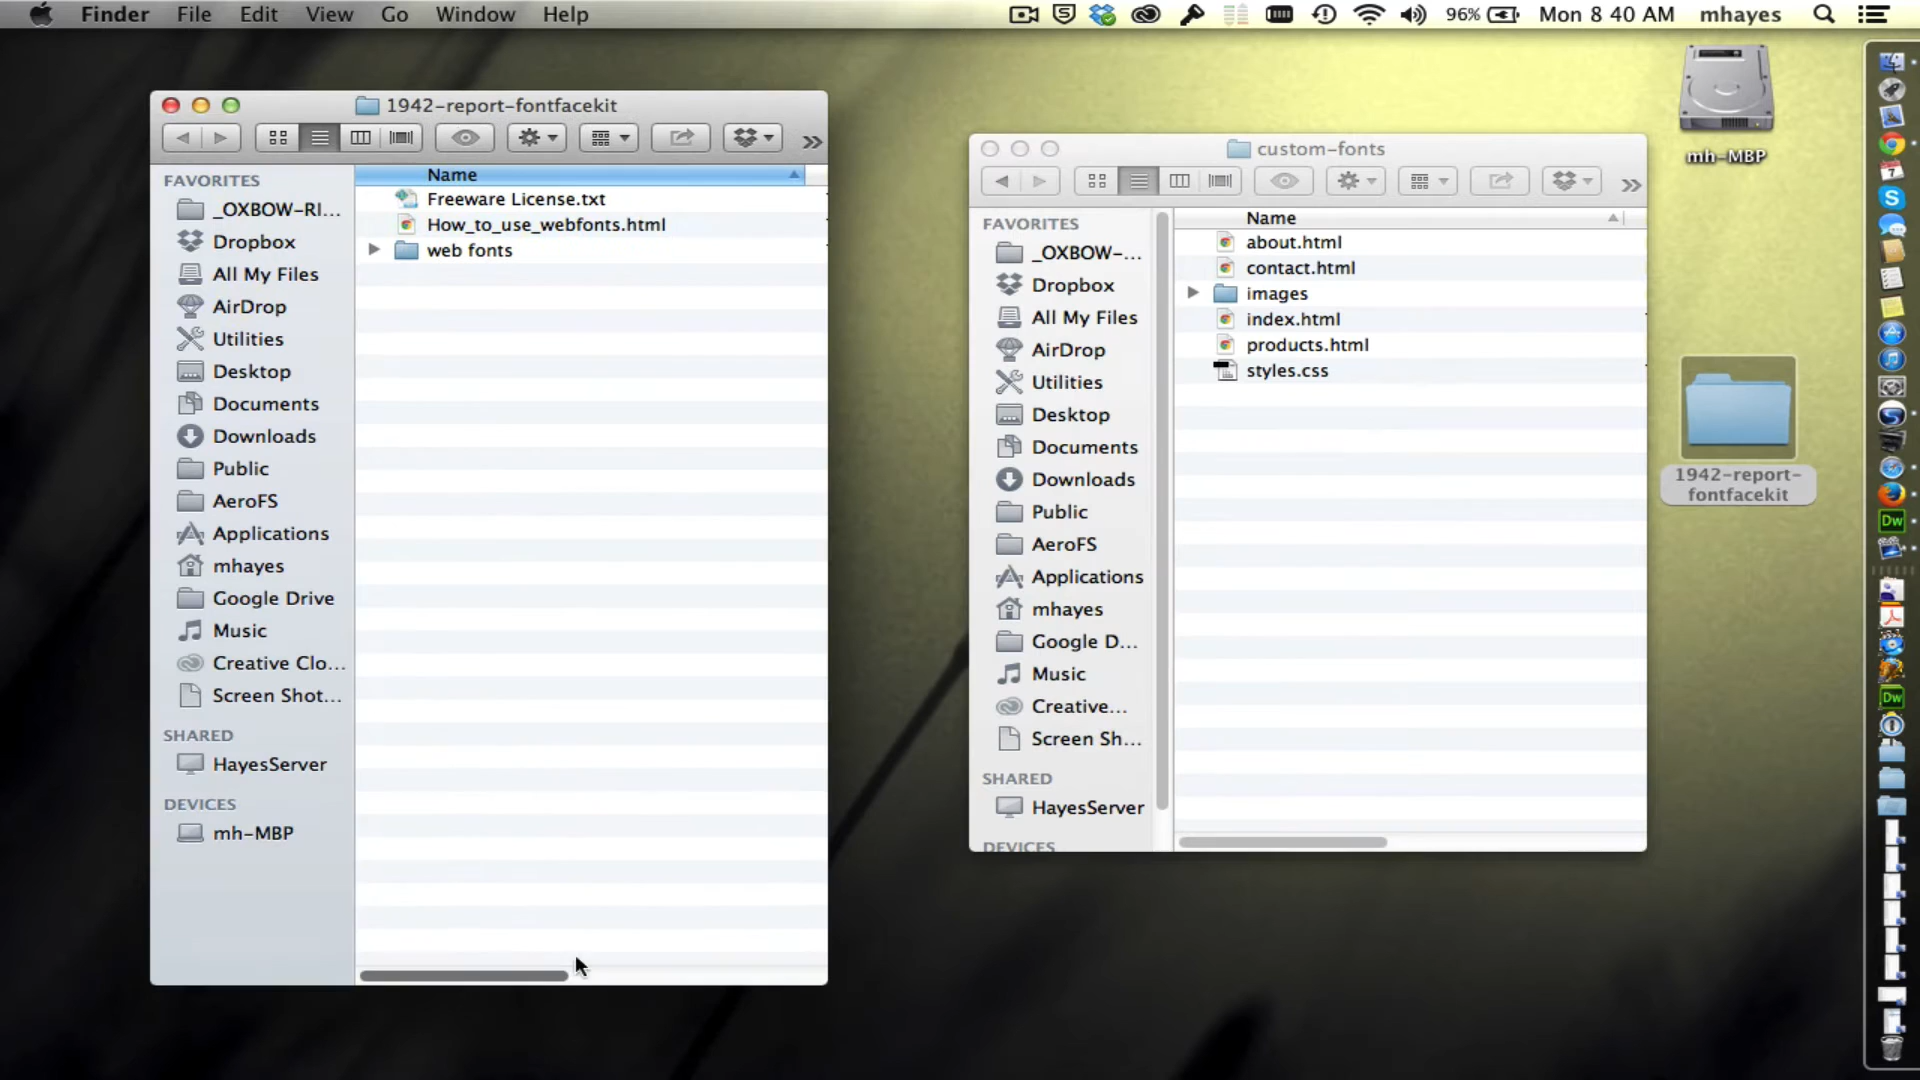 Finder File Edit View Go Window Help
96% Mon 8 40 AM mhayes
1942-report-fontfacekit
FAVORITES
_OXBOW-RI...
Dropbox
All My Files
AirDrop
Utilities
Desktop
Documents
Downloads
Public
AeroFS
Applications
mhayes
Google Drive
Music
Creative Clo...
Screen Shot...
SHARED
HayesServer
DEVICES
mh-MBP
Name
Freeware License.txt
How_to_use_webfonts.html
web fonts
custom-fonts
FAVORITES
_OXBOW-...
Dropbox
All My Files
AirDrop
Utilities
Desktop
Documents
Downloads
Public
AeroFS
Applications
mhayes
Google D...
Music
Creative...
Screen Sh...
SHARED
HayesServer
DEVICES
Name
about.html
contact.html
images
index.html
products.html
styles.css
mh-MBP
1942-report-
fontfacekit
7
Dw
Dw